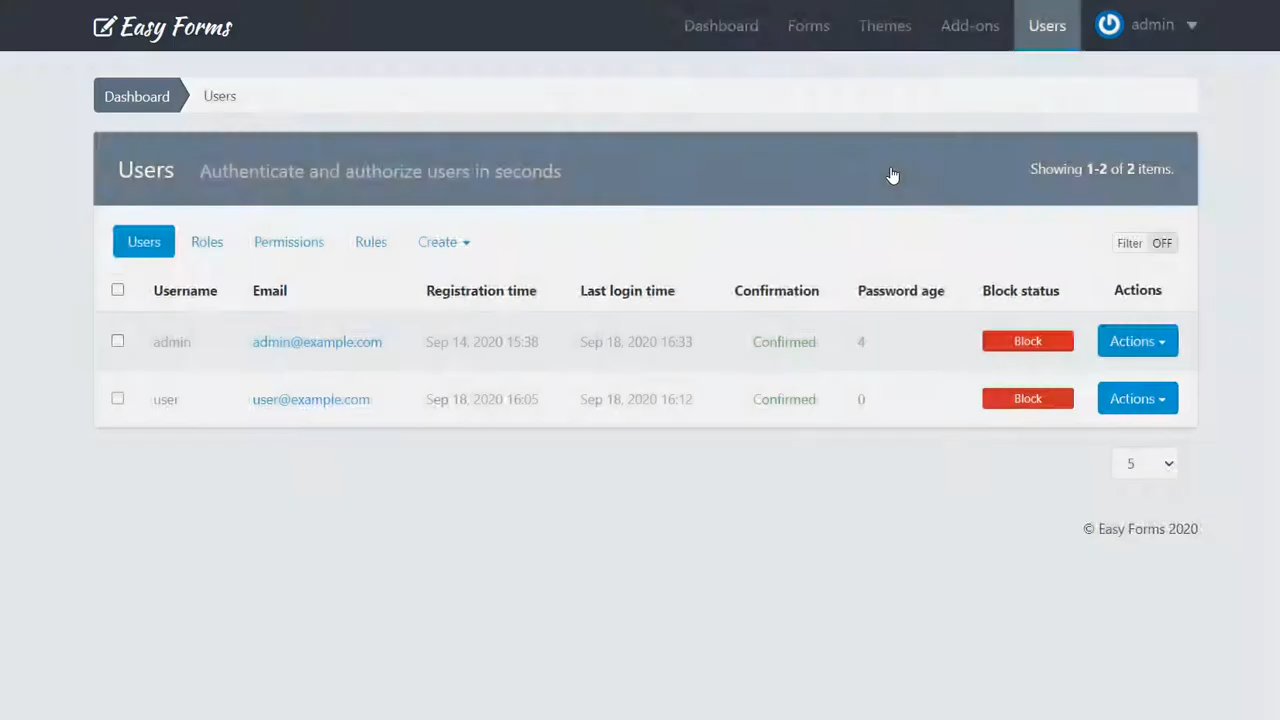 Easy Forms
Dashboard Forms Themes Add-ons Users admin
Dashboard Users
Users Authenticate and authorize users in seconds Showing 1-2 of 2 items.
Users Roles Permissions Rules Create Filter OFF
Username Email Registration time Last login time Confirmation Password age Block status Actions
admin admin@example.com Sep 14, 2020 15:38 Sep 18, 2020 16:33 Confirmed 4 Block Actions
user user@example.com Sep 18, 2020 16:05 Sep 18, 2020 16:12 Confirmed 0 Block Actions
5
© Easy Forms 2020